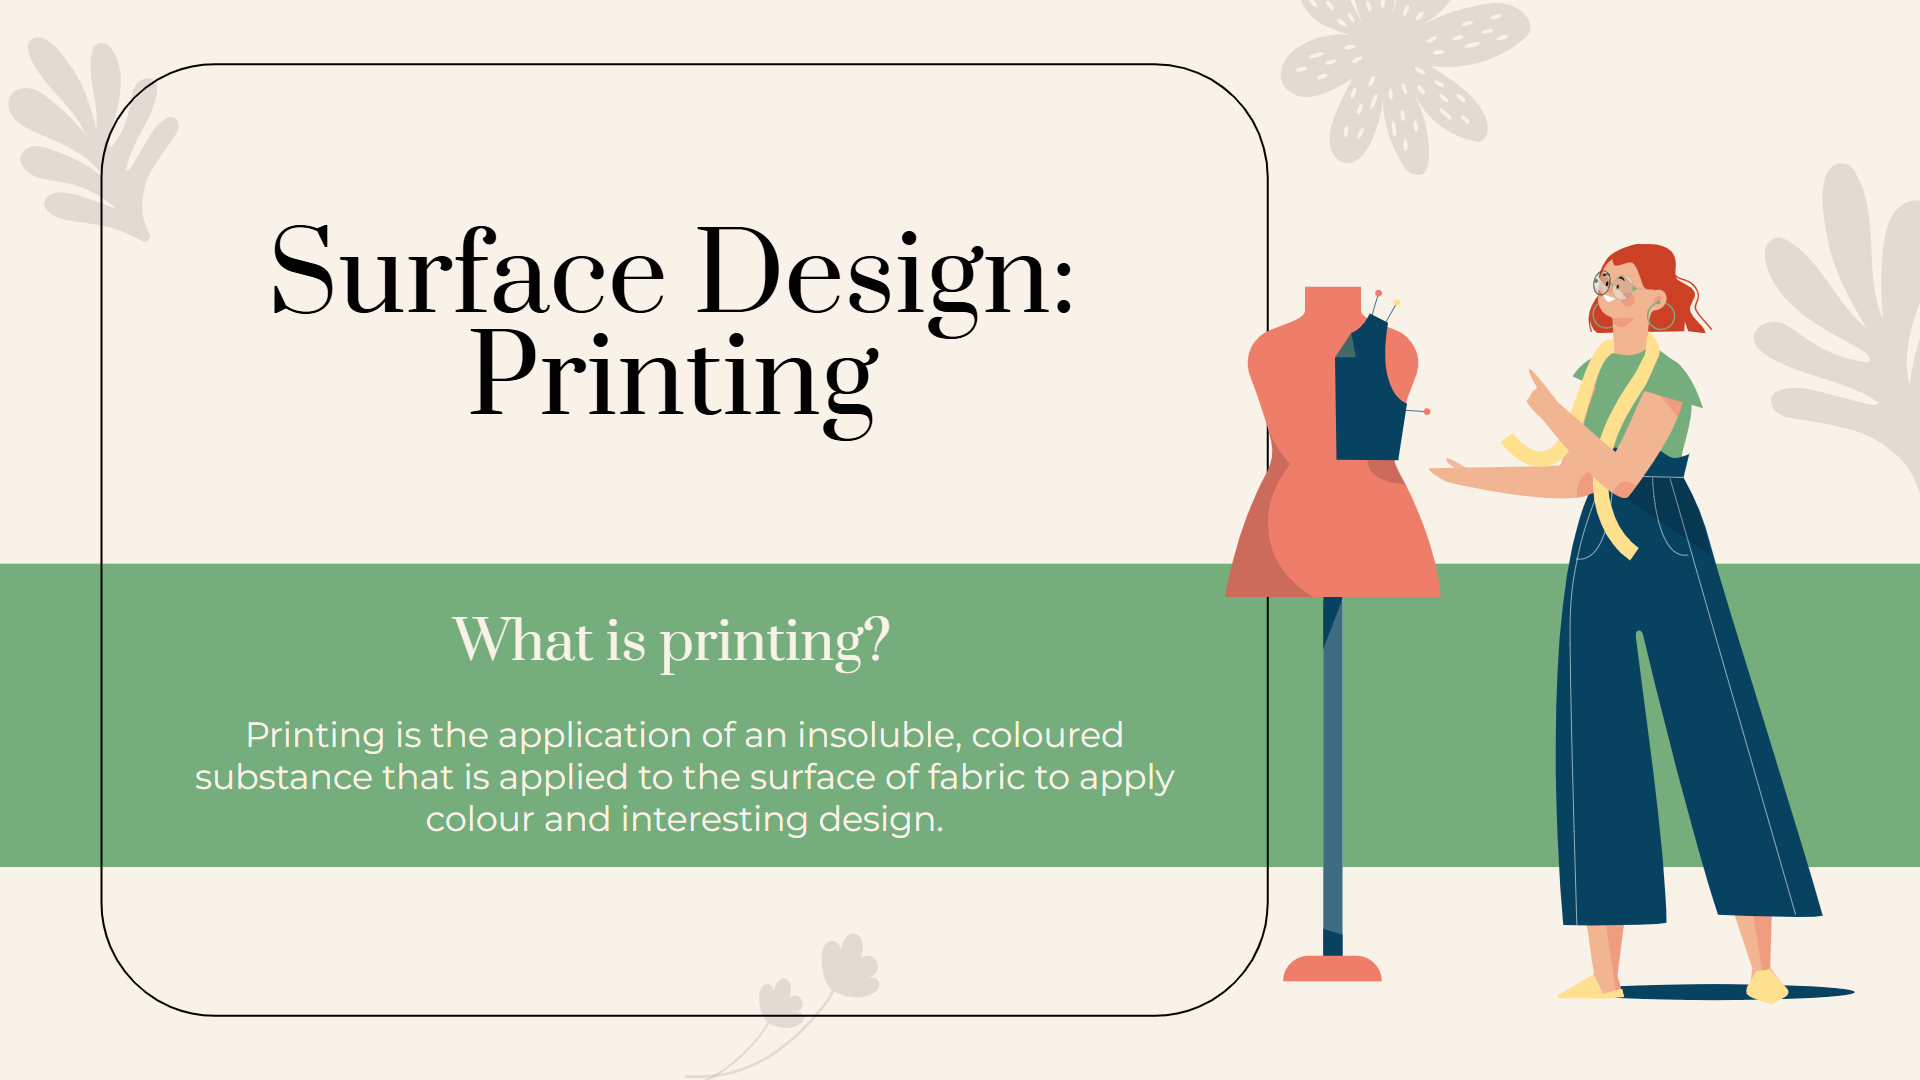 Surface Design:
Printing
What is printing?
Printing is the application of an insoluble, coloured
substance that is applied to the surface of fabric to apply
colour and interesting design.